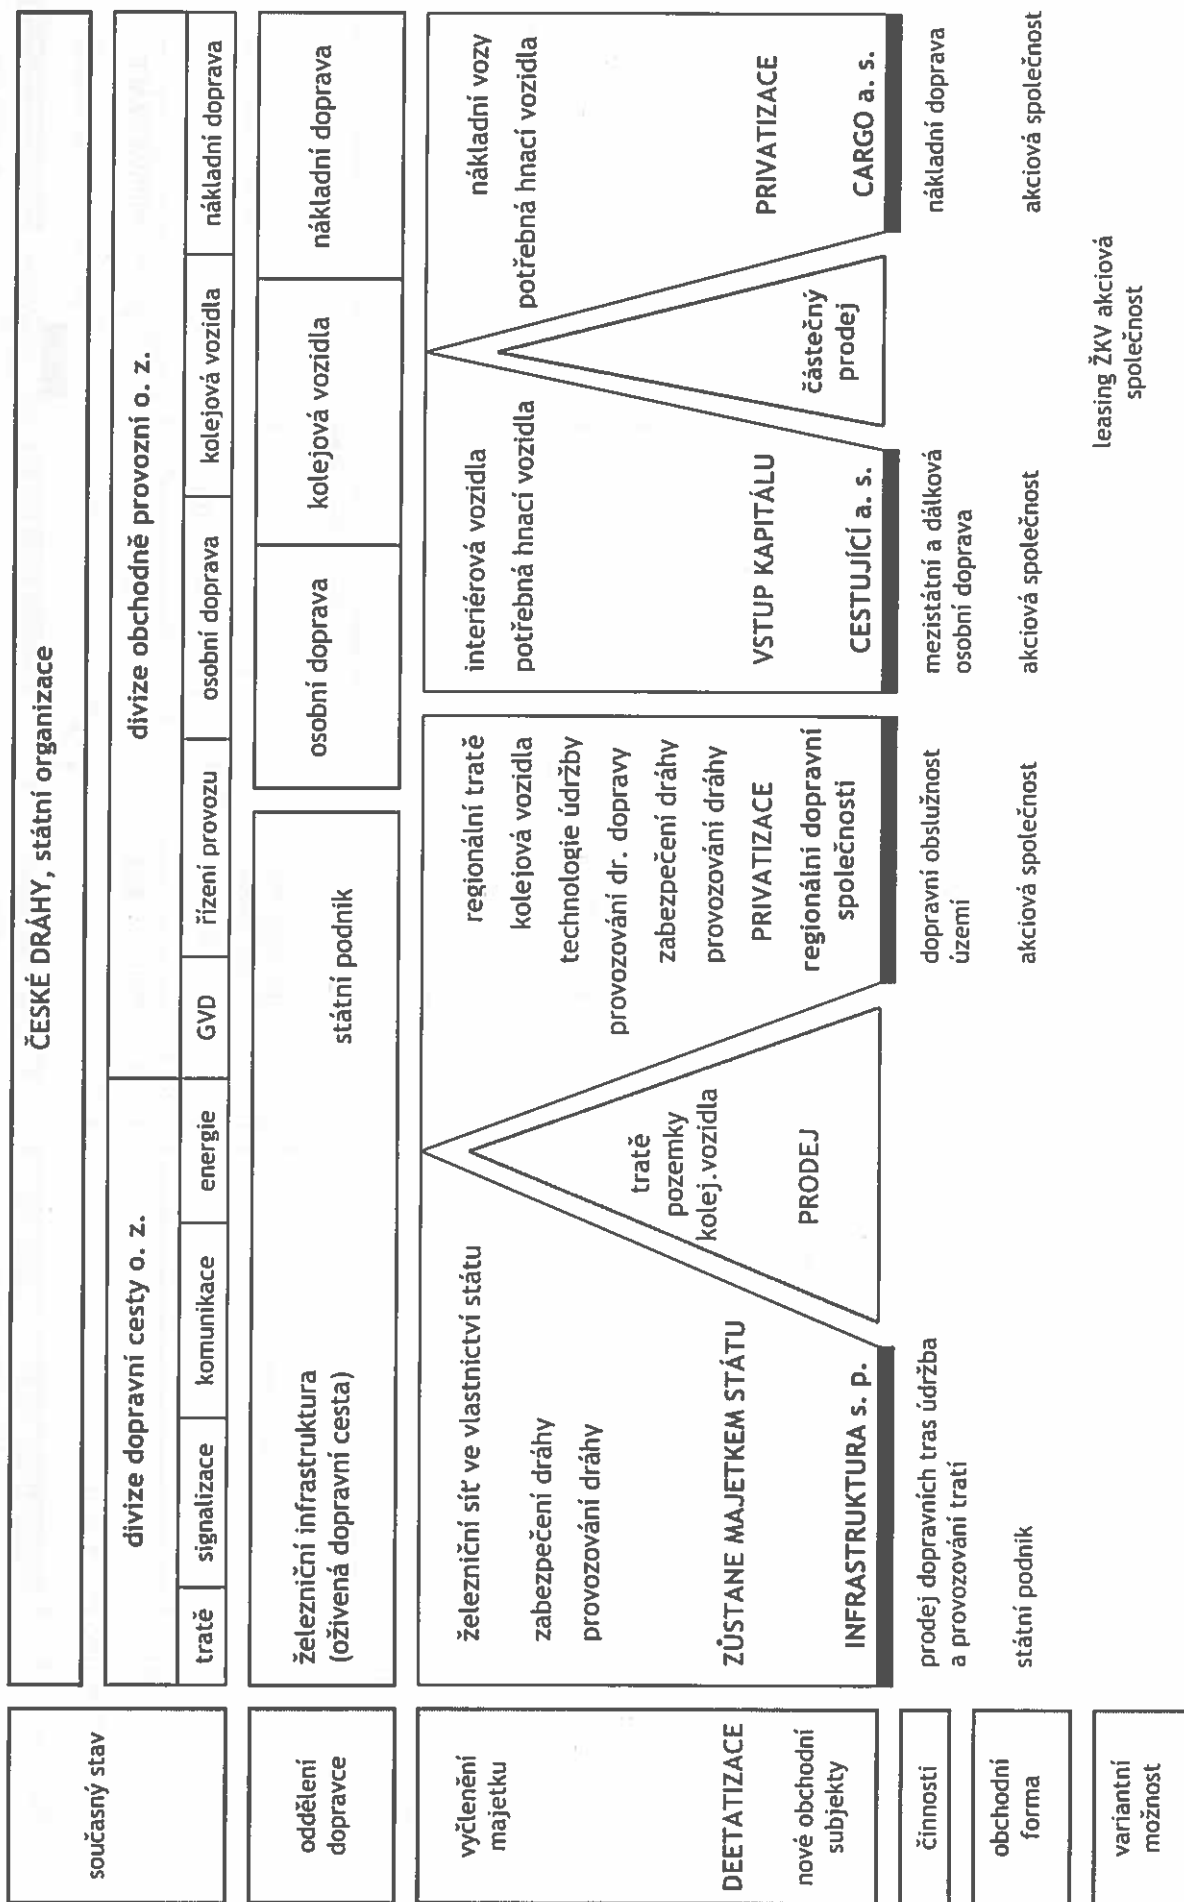 současný stav
ČESKÉ DRÁHY, státní organizace
divize dopravní cesty o. z.
divize obchodně provozní o. z.
tratě
signalizace
komunikace
energie
GVD
řízení provozu
osobní doprava
kolejová vozidla
nákladní doprava
oddělení
dopravce
železniční infrastruktura
(oživená dopravní cesta)
státní podnik
osobní doprava
kolejová vozidla
nákladní doprava
vyčlenění
majetku
DEETATIZACE
nové obchodní
subjekty
železniční síť ve vlastnictví státu
zabezpečení dráhy
provozování dráhy
ZŮSTANE MAJETKEM STÁTU
INFRASTRUKTURA s. p.
tratě
pozemky
kolej.vozidla
PRODEJ
regionální tratě
kolejová vozidla
technologie údržby
provozování dr. dopravy
zabezpečení dráhy
provozování dráhy
PRIVATIZACE
regionální dopravní
společnosti
interiérová vozidla
potřebná hnací vozidla
VSTUP KAPITÁLU
CESTUJÍCÍ a. s.
částečný
prodej
nákladní vozy
potřebná hnací vozidla
PRIVATIZACE
CARGO a. s.
činnosti
prodej dopravních tras údržba
a provozování tratí
dopravní obslužnost
území
mezistátní a dálková
osobní doprava
nákladní doprava
obchodní
forma
státní podnik
akciová společnost
akciová společnost
akciová společnost
variantní
možnost
leasing ŽKV akciová
společnost